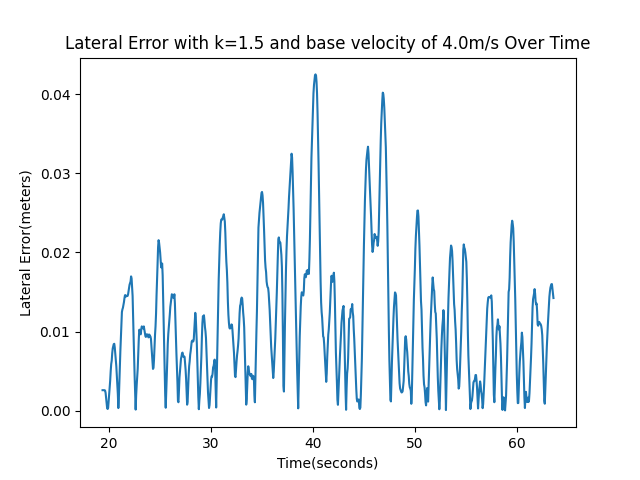 Lateral Error with k=1.5 and base velocity of 4.0m/s Over Time
0.04
0.03
0.02
0.01
0.00
Lateral Error(meters)
20 30 40 50 60
Time(seconds)